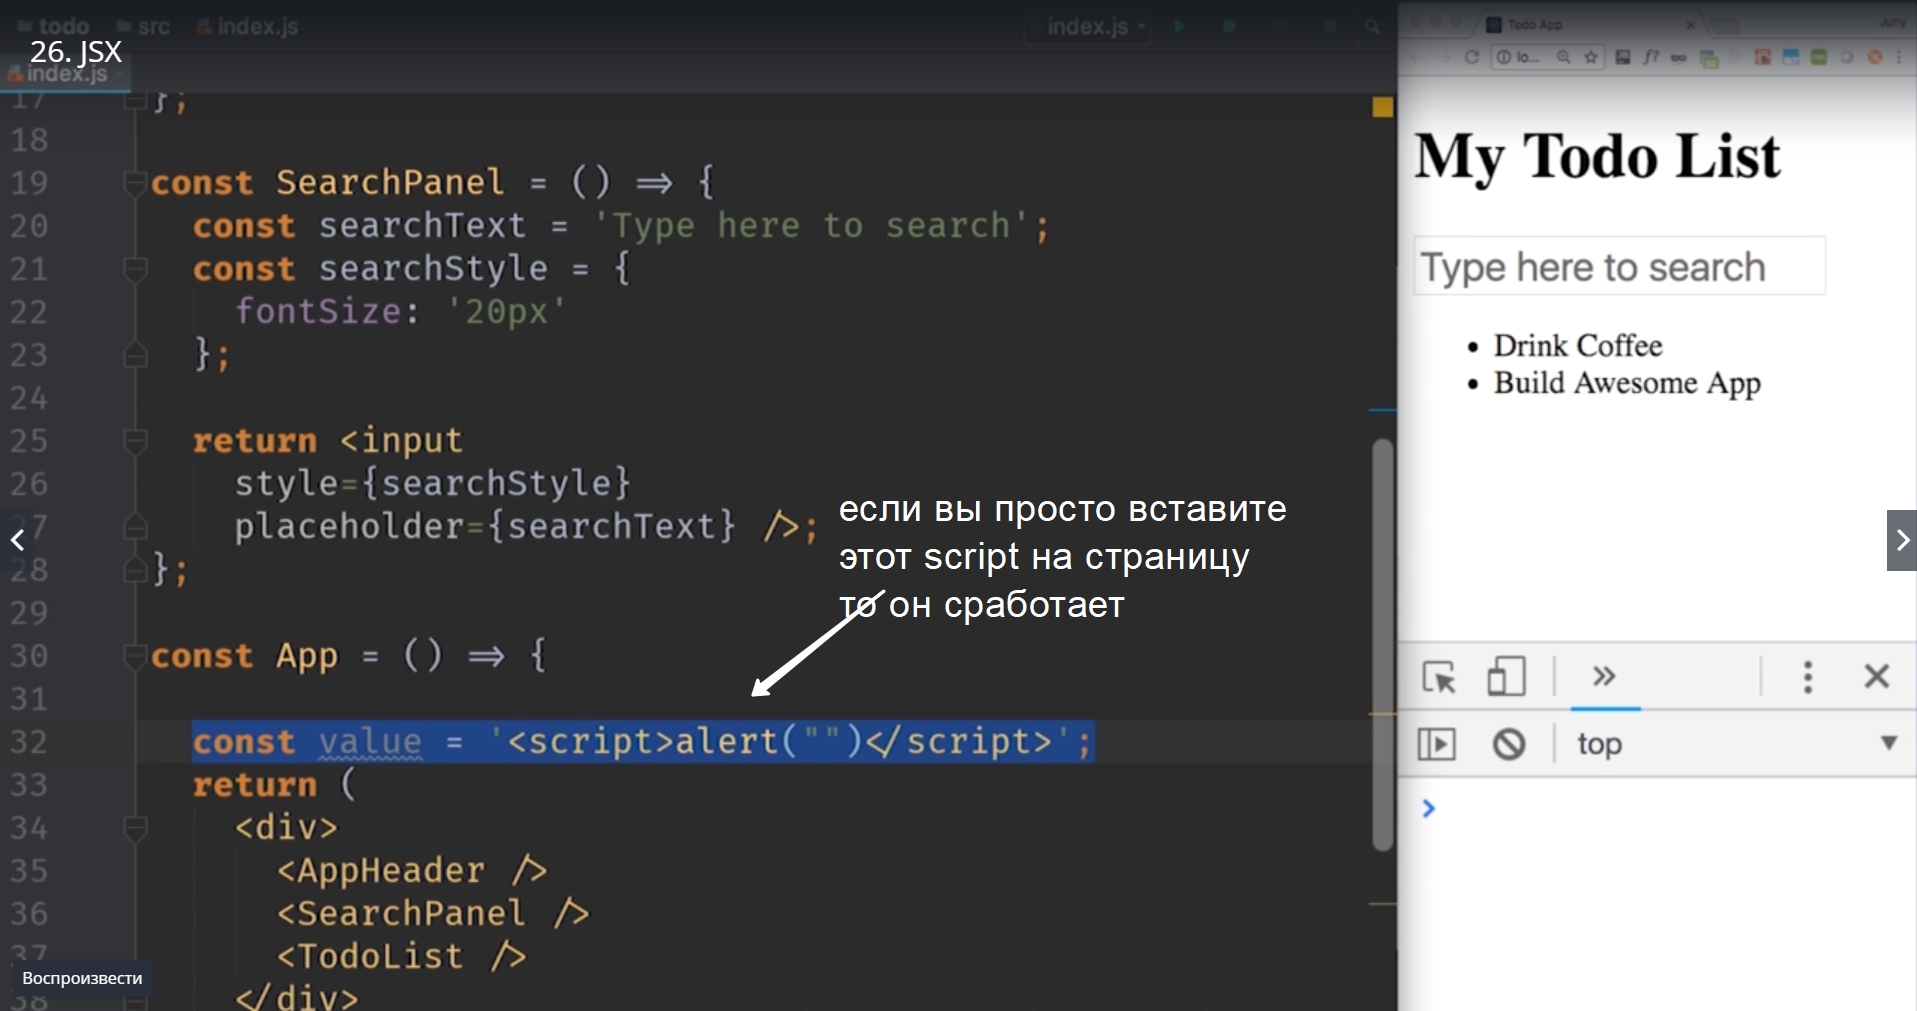 todo src index.js index.js
26. JSX
index.js
17 };
18
19 const SearchPanel = () => {
20 const searchText = 'Type here to search';
21 const searchStyle = {
22 fontSize: '20px'
23 };
24
25 return <input
26 style={searchStyle}
27 placeholder={searchText} />;
28 };
29
30 const App = () => {
31
32 const value = '<script>alert("")</script>';
33 return (
34 <div>
35 <AppHeader />
36 <SearchPanel />
37 <TodoList />
38 </div>
если вы просто вставите
этот script на страницу
то он сработает
Воспроизвести
Todo App
Juriy
lo... f?
My Todo List
Type here to search
Drink Coffee
Build Awesome App
top